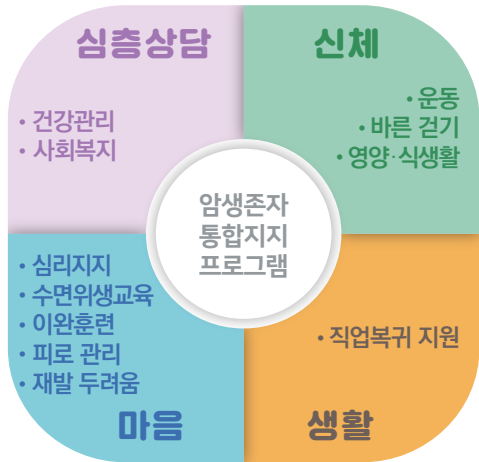 심층상담
• 건강관리
• 사회복지
신체
• 운동
• 바른 걷기
• 영양·식생활
암생존자
통합지지
프로그램
• 심리지지
• 수면위생교육
• 이완훈련
• 피로 관리
• 재발 두려움
마음
• 직업복귀 지원
생활